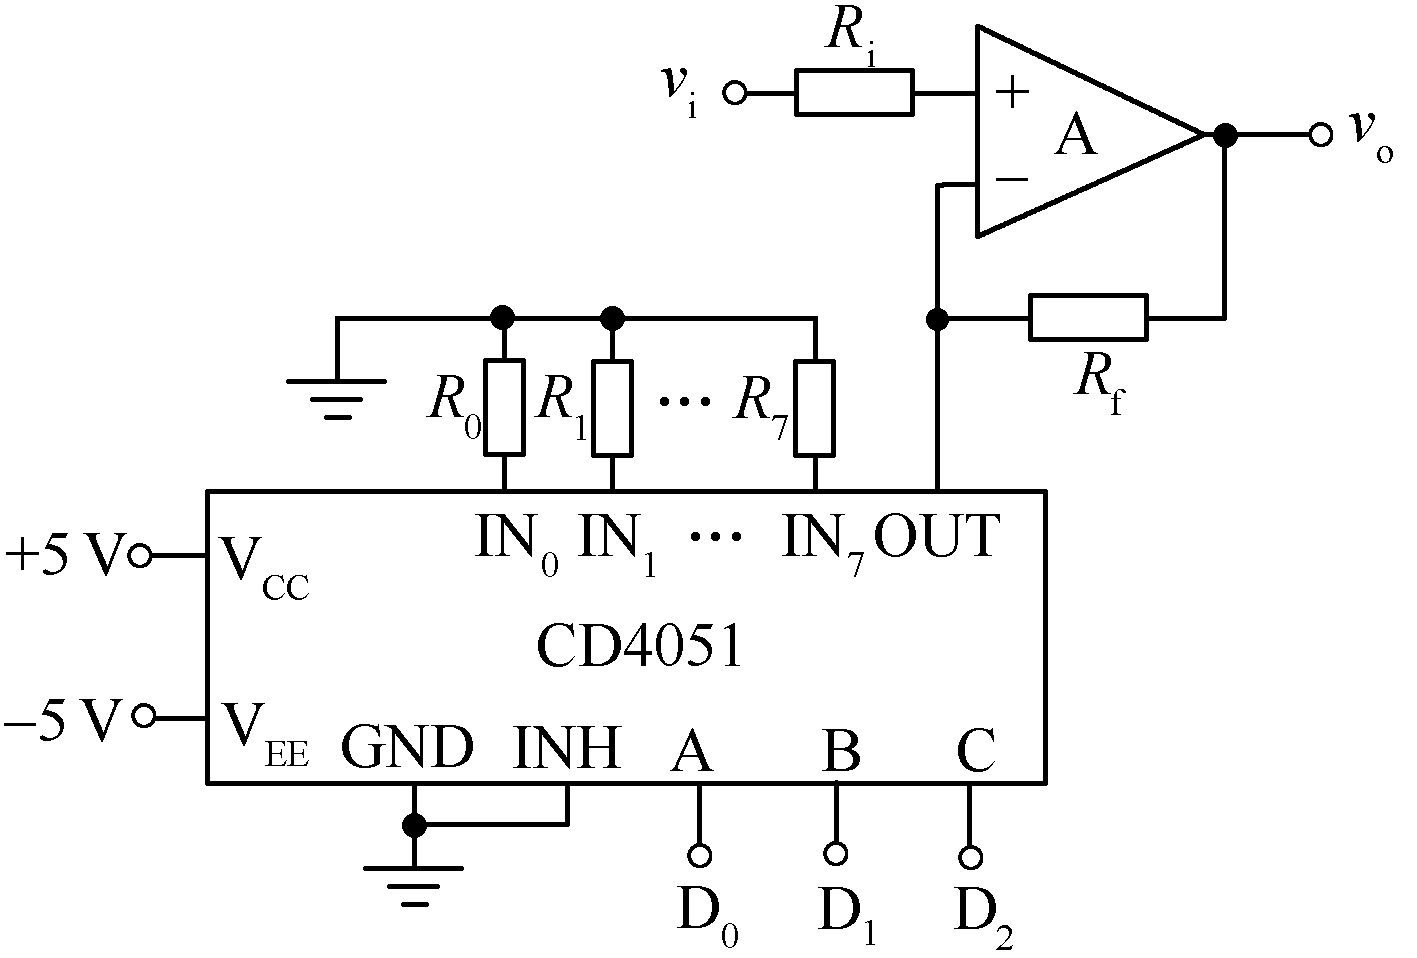 Ri
vi
+
A
vo
−
Rf
R0 R1 ··· R7
IN0 IN1 ··· IN7 OUT
+5 V VCC
CD4051
−5 V VEE
GND INH A B C
D0 D1 D2